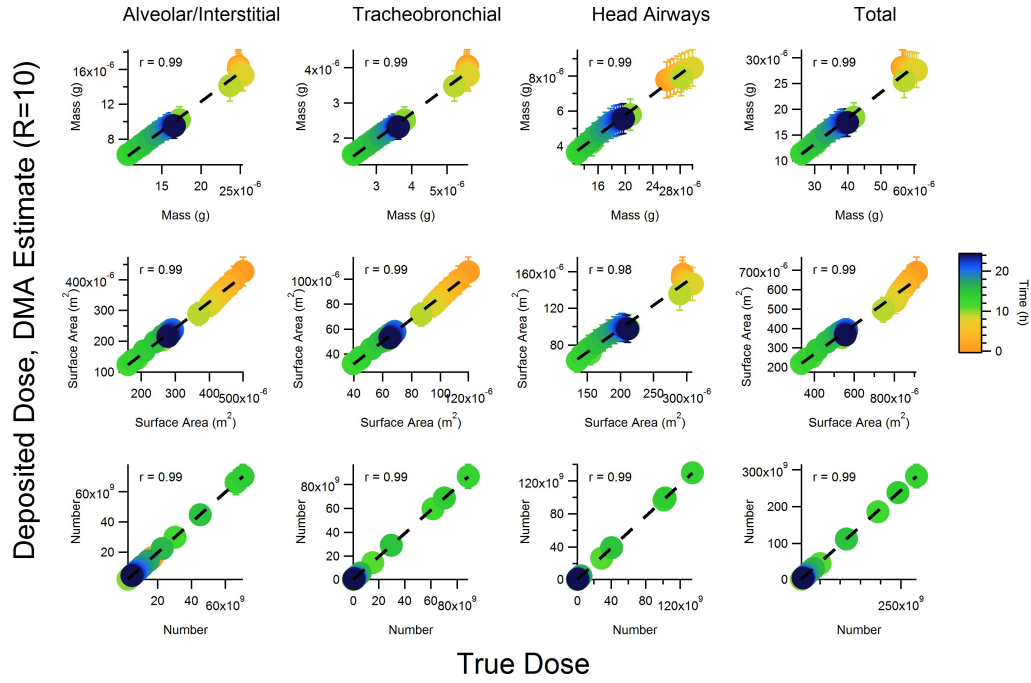 Alveolar/Interstitial Tracheobronchial Head Airways Total
Deposited Dose, DMA Estimate (R=10)
r = 0.99
16x10⁻⁶
14
12
10
8
Mass (g)
15 20 25x10⁻⁶
Mass (g)
r = 0.99
4x10⁻⁶
3
2
Mass (g)
3 4 5x10⁻⁶
Mass (g)
r = 0.99
8x10⁻⁶
6
4
Mass (g)
14 16 20 24 28x10⁻⁶
Mass (g)
r = 0.99
30x10⁻⁶
25
20
15
10
Mass (g)
30 40 60x10⁻⁶
Mass (g)
r = 0.99
400x10⁻⁶
300
200
100
Surface Area (m²)
200 300 400 500x10⁻⁶
Surface Area (m²)
r = 0.99
100x10⁻⁶
80
60
40
Surface Area (m²)
40 60 80 100 120x10⁻⁶
Surface Area (m²)
r = 0.98
160x10⁻⁶
120
80
Surface Area (m²)
150 200 300x10⁻⁶
Surface Area (m²)
r = 0.99
700x10⁻⁶
600
500
400
300
200
Surface Area (m²)
400 600 800x10⁻⁶
Surface Area (m²)
20
10
0
Time (h)
r = 0.99
60x10⁹
40
20
Number
20 40 60x10⁹
Number
r = 0.99
80x10⁹
60
40
20
0
Number
0 20 40 60 80x10⁹
Number
r = 0.99
120x10⁹
80
40
0
Number
0 40 80 120x10⁹
Number
r = 0.99
300x10⁹
200
100
0
Number
250x10⁹
Number
True Dose